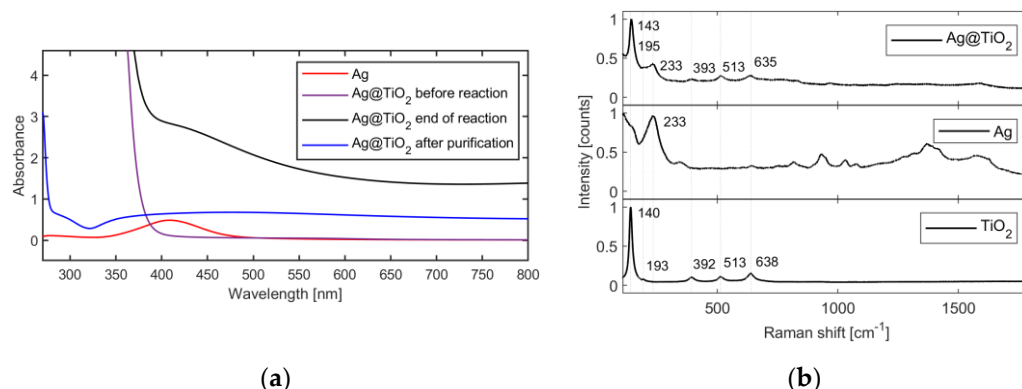 (a)
4
3
2
1
0
Absorbance
Ag
Ag@TiO2 before reaction
Ag@TiO2 end of reaction
Ag@TiO2 after purification
300 350 400 450 500 550 600 650 700 750 800
Wavelength [nm]
(a)
(b)
1
0.5
0
143
195
233
393
513
635
Ag@TiO2
1
0.5
0
233
Ag
1
0.5
0
140
193
392
513
638
TiO2
Intensity [counts]
500 1000 1500
Raman shift [cm-1]
(b)